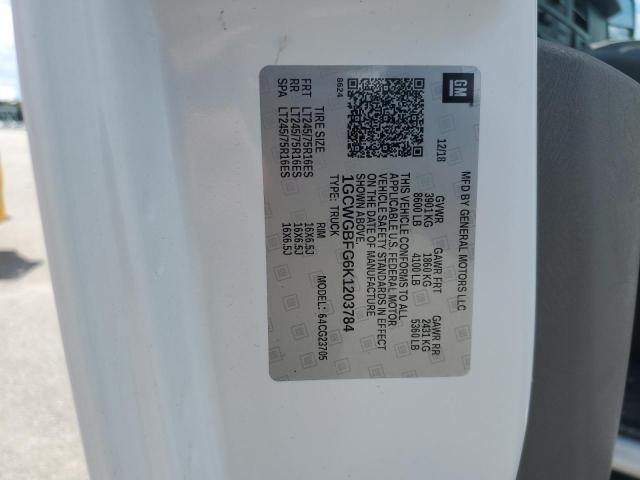 GM
MFD BY GENERAL MOTORS LLC
12/18
GVWR
GAWR FRT
GAWR RR
3901 KG
1860 KG
2431 KG
8600 LB
4100 LB
5360 LB
THIS VEHICLE CONFORMS TO ALL
APPLICABLE U.S. FEDERAL MOTOR
VEHICLE SAFETY STANDARDS IN EFFECT
ON THE DATE OF MANUFACTURE
SHOWN ABOVE.
1GCWGBFG6K1203784
TYPE: TRUCK
MODEL: 64CG23705
8624
TIRE SIZE
RIM
FRT LT245/75R16ES 16X6.5J
RR LT245/75R16ES 16X6.5J
SPA LT245/75R16ES 16X6.5J